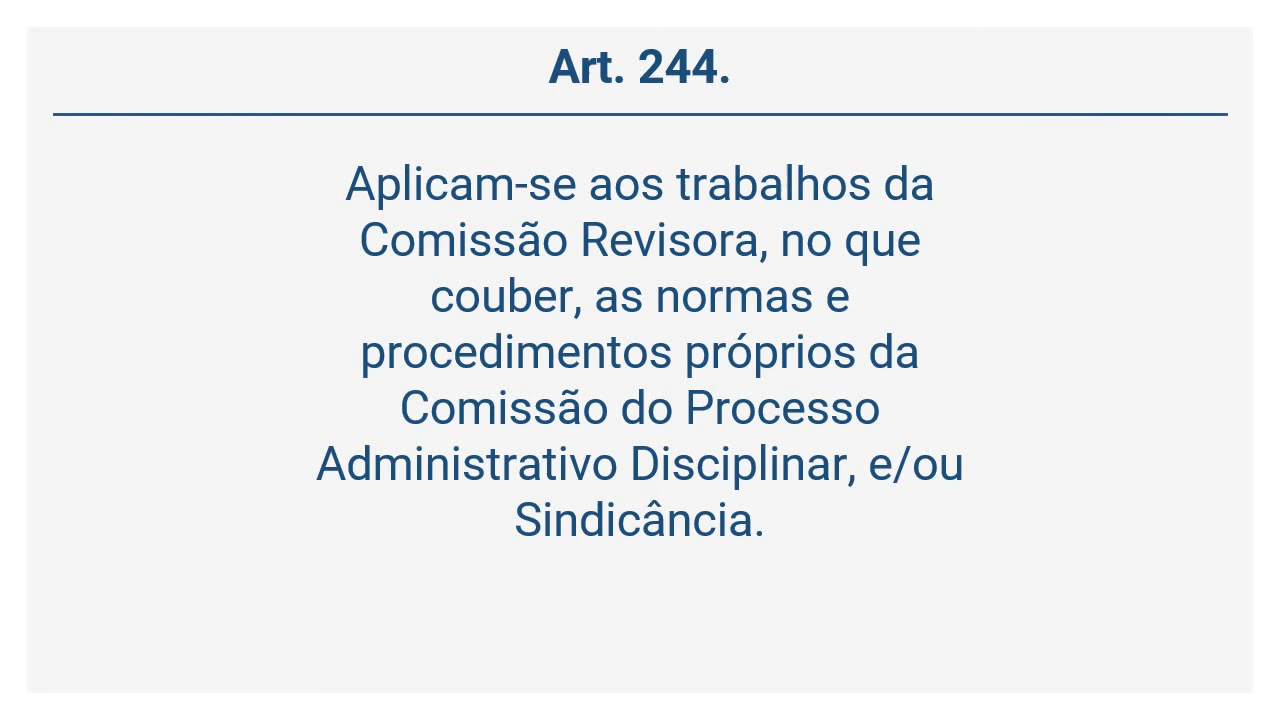 Art. 244.
Aplicam-se aos trabalhos da
Comissão Revisora, no que
couber, as normas e
procedimentos próprios da
Comissão do Processo
Administrativo Disciplinar, e/ou
Sindicância.